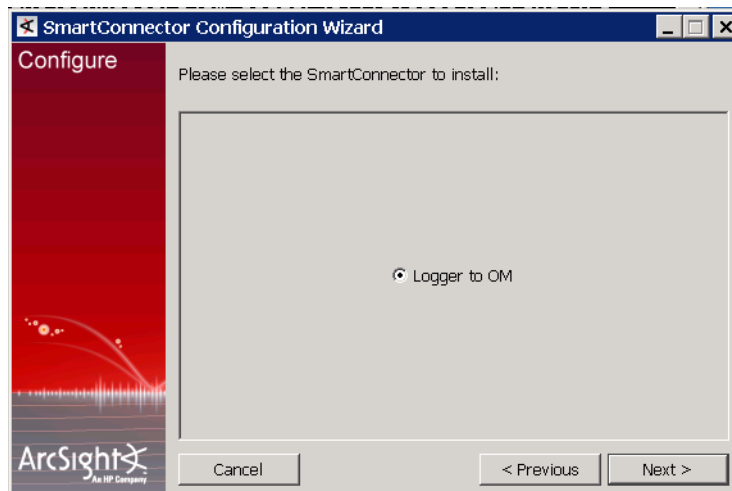 SmartConnector Configuration Wizard
Configure
Please select the SmartConnector to install:
Logger to OM
ArcSight
An HP Company
Cancel
< Previous
Next >